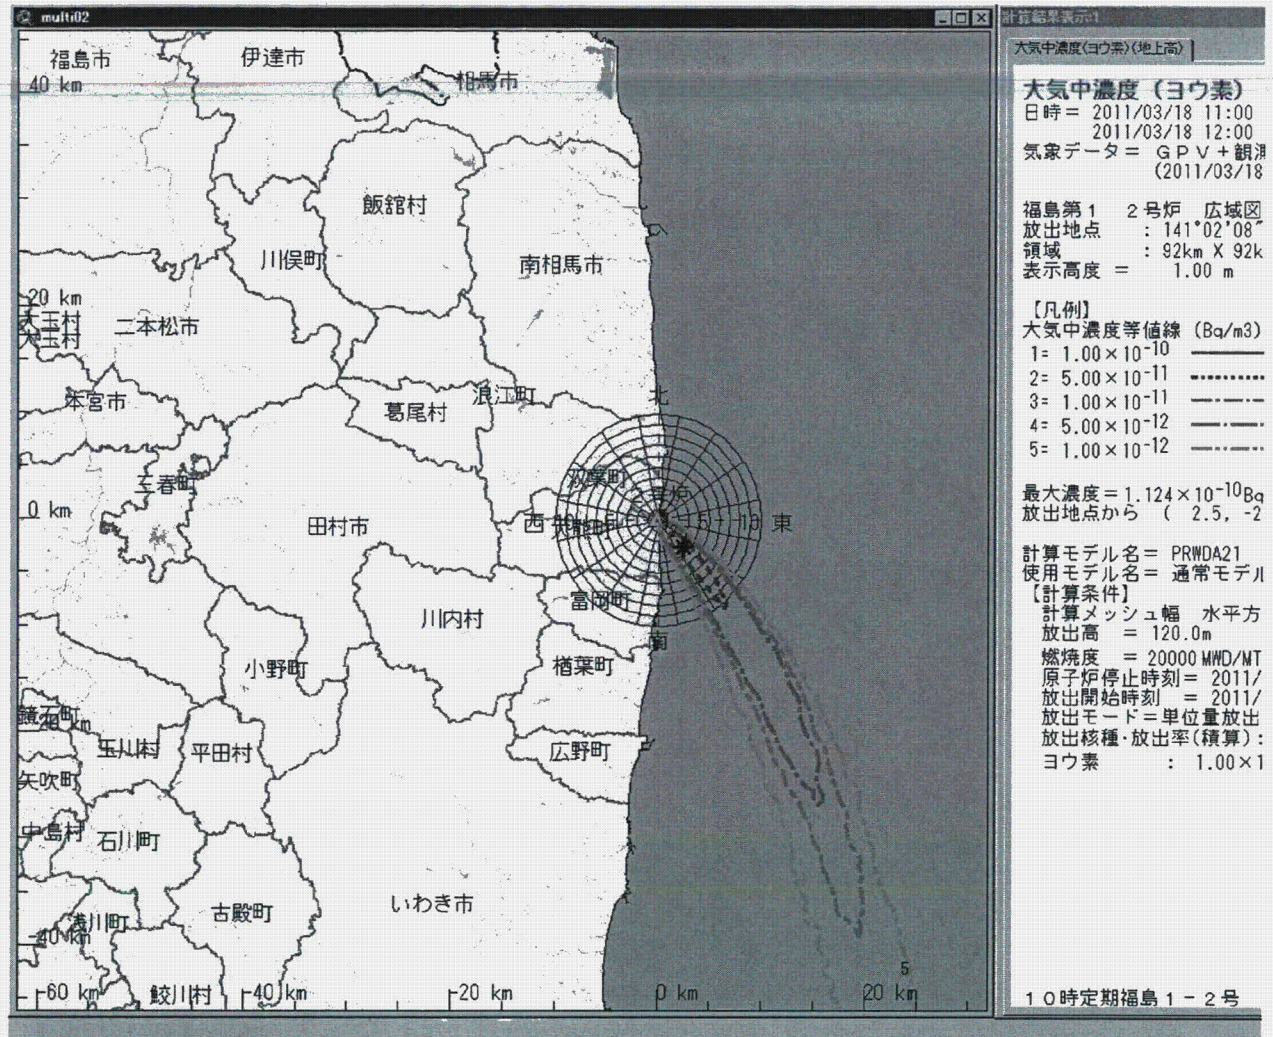 multi02
福島市
伊達市
相馬市
40 km
飯舘村
川俣町
南相馬市
20 km
大玉村
大玉村
二本松市
本宮市
葛尾村
浪江町
北
三春町
双葉町
0 km
田村市
西
5
10
東
川内村
富岡町
南
小野町
楢葉町
鏡石町
玉川村
平田村
広野町
矢吹町
中島村
石川町
浅川町
古殿町
いわき市
-40 km
5
-60 km
鮫川村
-40 km
-20 km
0 km
20 km
計算結果表示:1
大気中濃度(ヨウ素)(地上高)
大気中濃度(ヨウ素)
日時= 2011/03/18 11:00
2011/03/18 12:00
気象データ= GPV+観測
(2011/03/18
福島第1 2号炉 広域図
放出地点 : 141°02'08"
領域 : 92km X 92k
表示高度 = 1.00 m
【凡例】
大気中濃度等値線 (Bq/m3)
1= 1.00×10-10
2= 5.00×10-11
3= 1.00×10-11
4= 5.00×10-12
5= 1.00×10-12
最大濃度=1.124×10-10Bq
放出地点から ( 2.5, -2
計算モデル名= PRWDA21
使用モデル名= 通常モデル
【計算条件】
計算メッシュ幅 水平方
放出高 = 120.0m
燃焼度 = 20000MWD/MT
原子炉停止時刻= 2011/
放出開始時刻 = 2011/
放出モード=単位量放出
放出核種・放出率(積算):
ヨウ素 : 1.00×1
10時定期福島1-2号